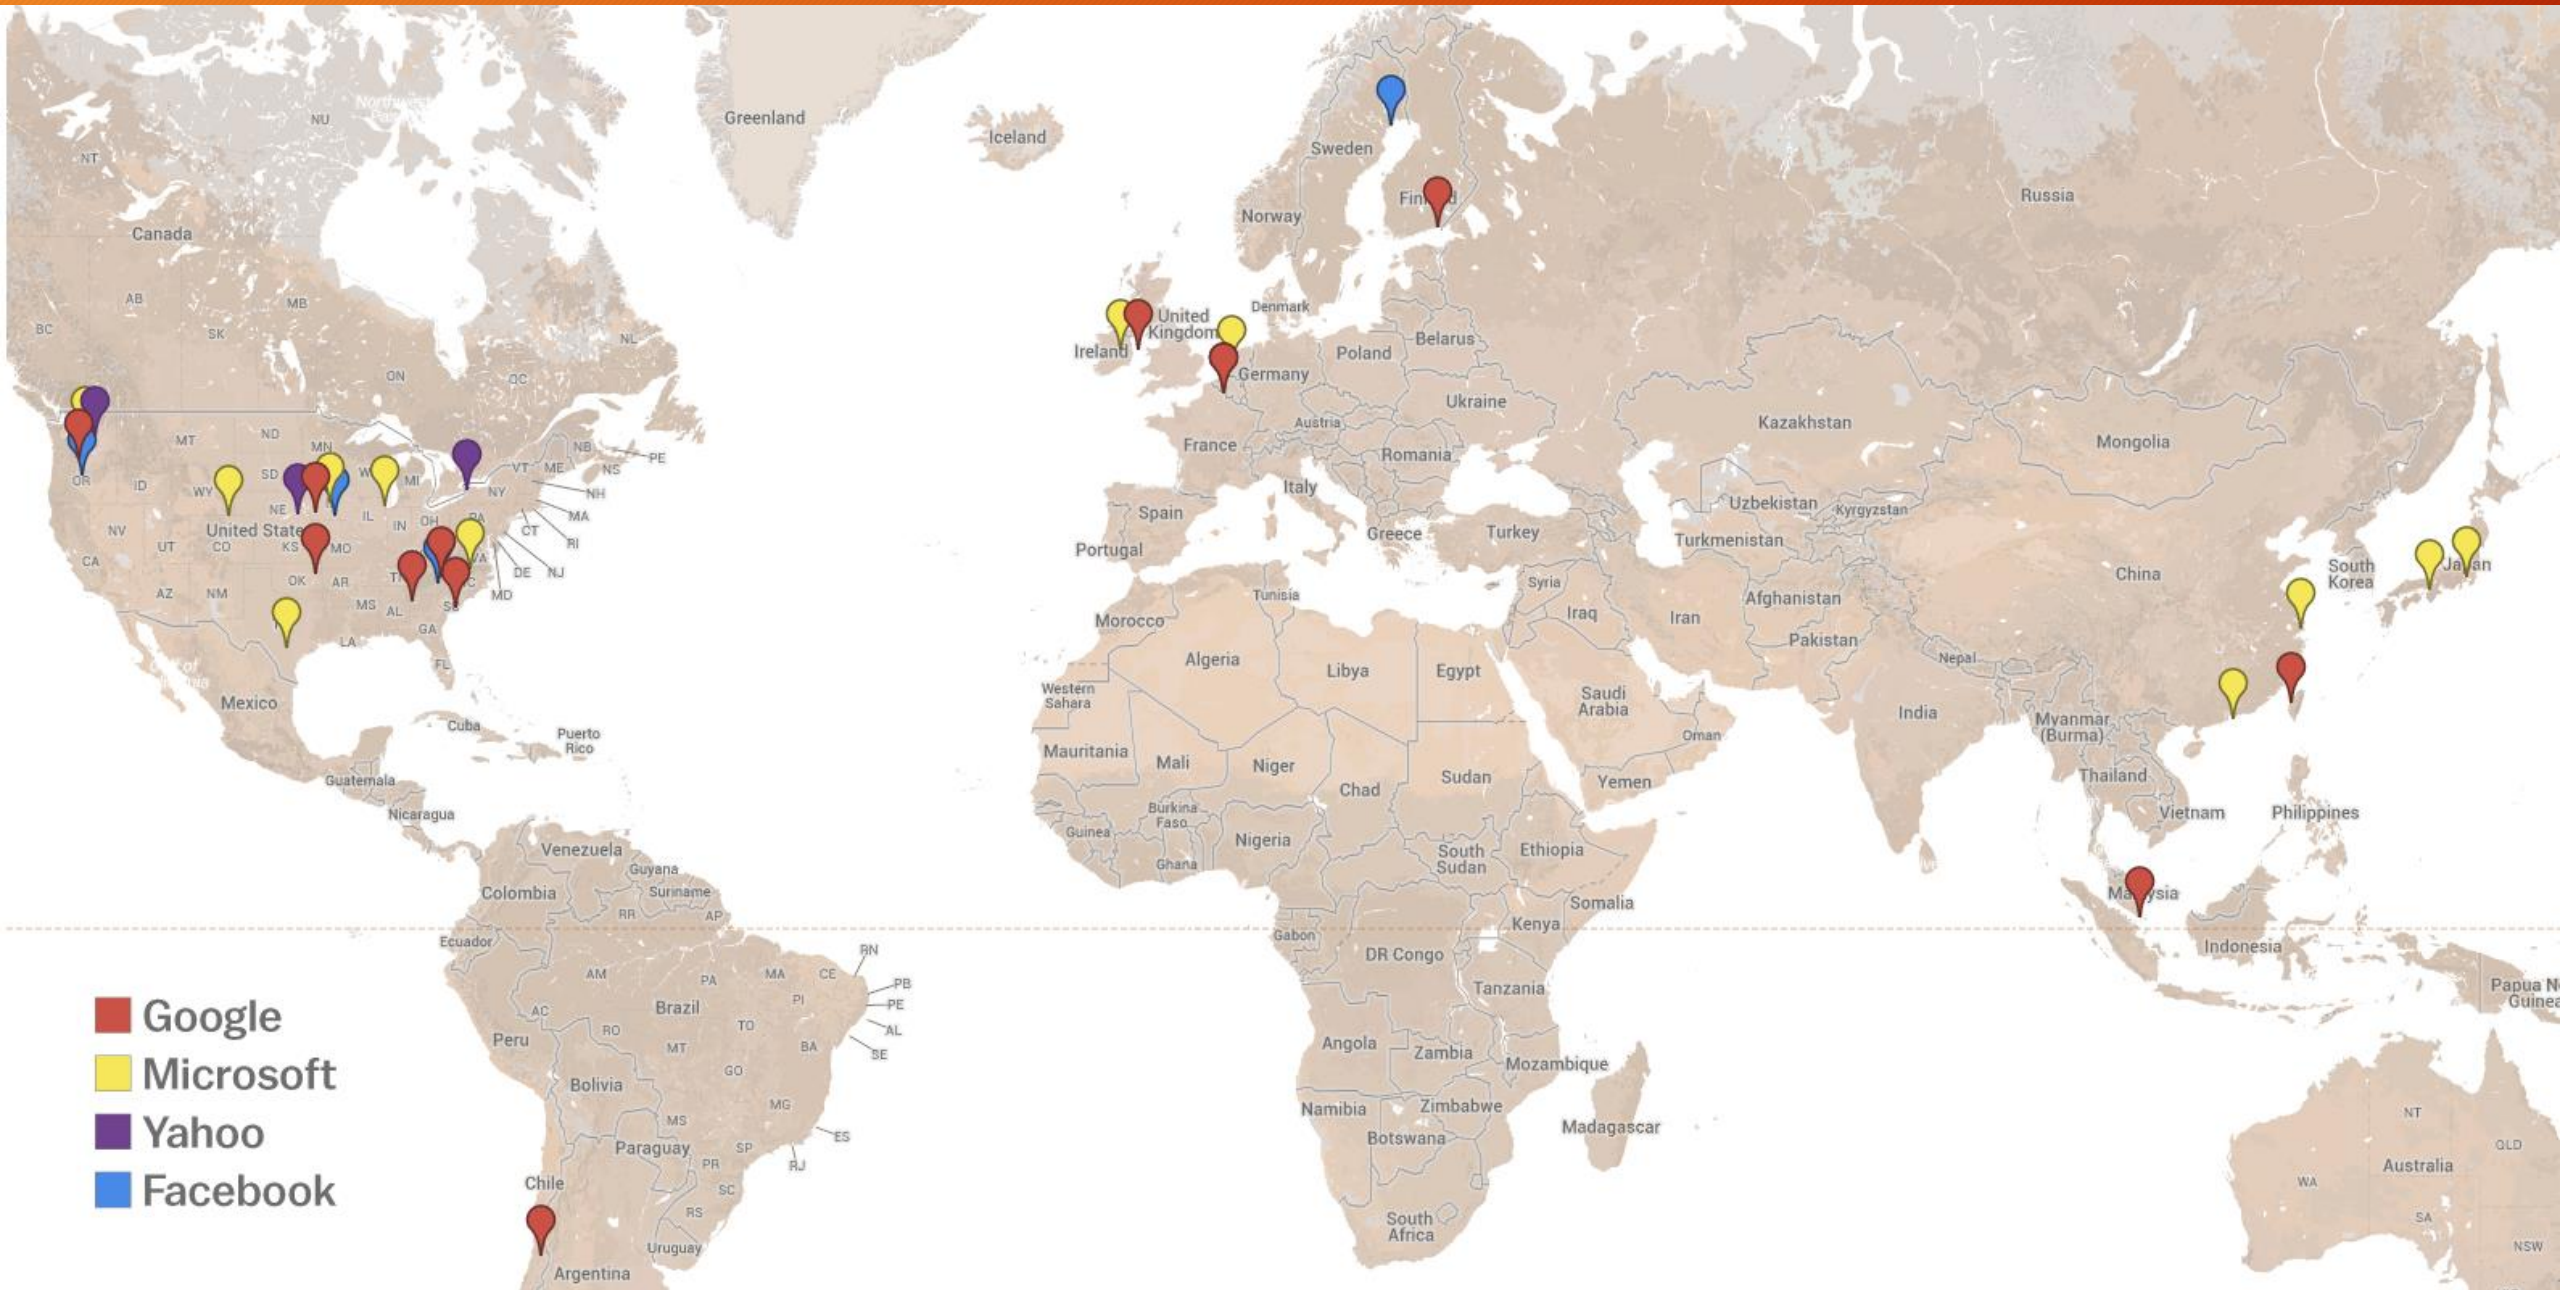 Greenland
Iceland
Northwest
NU
NT
Canada
AB
MB
BC
SK
ON
QC
NL
Sweden
Norway
Russia
United
Kingdom
Ireland
Denmark
Germany
Poland
Belarus
Ukraine
Austria
France
Romania
Italy
Spain
Portugal
Greece
Turkey
Kazakhstan
Mongolia
Uzbekistan
Kyrgyzstan
Turkmenistan
China
South
Korea
MT
ND
MN
SD
WY
ID
OR
NE
NV
UT
CO
KS
MO
IL
IN
OH
MI
PA
NY
VT
ME
NB
NS
PE
NH
MA
CT
RI
NJ
DE
MD
CA
AZ
NM
OK
AR
MS
AL
GA
LA
FL
Mexico
Cuba
Puerto
Rico
Guatemala
Nicaragua
Venezuela
Guyana
Suriname
Colombia
RR
AP
Ecuador
Morocco
Tunisia
Algeria
Libya
Egypt
Western
Sahara
Mauritania
Mali
Niger
Chad
Sudan
Burkina
Faso
Guinea
Ghana
Nigeria
South
Sudan
Ethiopia
Somalia
Kenya
Gabon
DR Congo
Tanzania
Syria
Iraq
Iran
Afghanistan
Pakistan
Nepal
Saudi
Arabia
Oman
Yemen
India
Myanmar
(Burma)
Thailand
Vietnam
Philippines
Indonesia
Papua N
Guinea
AM
PA
MA
CE
RN
PB
PE
AL
SE
PI
AC
Brazil
TO
RO
BA
Peru
MT
GO
Bolivia
MG
MS
ES
Paraguay
SP
RJ
PR
SC
Chile
RS
Uruguay
Argentina
Angola
Zambia
Mozambique
Namibia
Zimbabwe
Botswana
Madagascar
South
Africa
NT
QLD
Australia
WA
SA
NSW
Google
Microsoft
Yahoo
Facebook